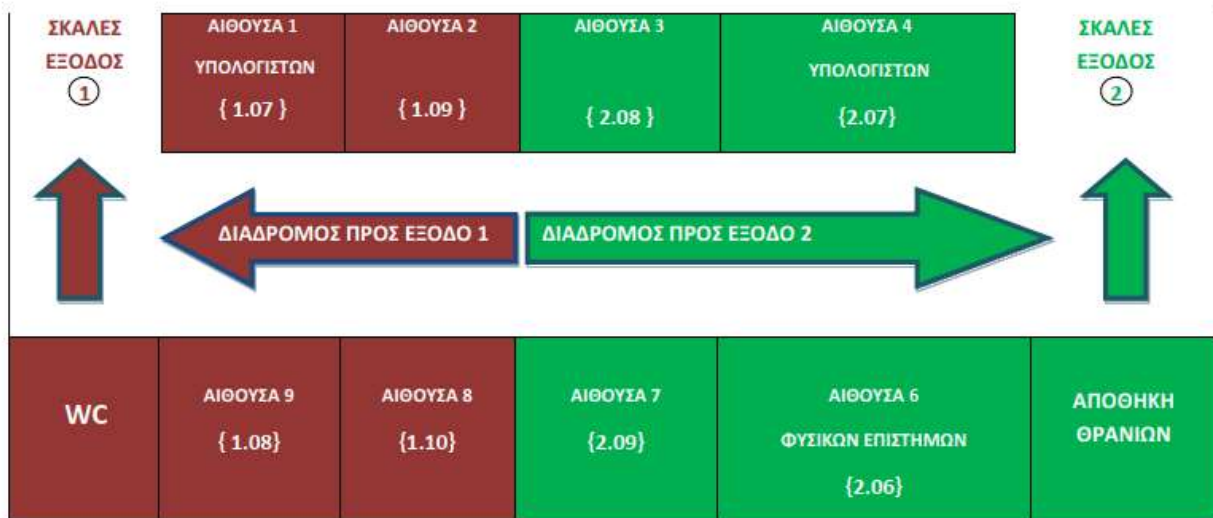 ΣΚΑΛΕΣ
ΕΞΟΔΟΣ
1
ΑΙΘΟΥΣΑ 1
ΥΠΟΛΟΓΙΣΤΩΝ
{ 1.07 }
ΑΙΘΟΥΣΑ 2
{ 1.09 }
ΑΙΘΟΥΣΑ 3
{ 2.08 }
ΑΙΘΟΥΣΑ 4
ΥΠΟΛΟΓΙΣΤΩΝ
{2.07}
ΣΚΑΛΕΣ
ΕΞΟΔΟΣ
2
ΔΙΑΔΡΟΜΟΣ ΠΡΟΣ ΕΞΟΔΟ 1
ΔΙΑΔΡΟΜΟΣ ΠΡΟΣ ΕΞΟΔΟ 2
WC
ΑΙΘΟΥΣΑ 9
{ 1.08}
ΑΙΘΟΥΣΑ 8
{1.10}
ΑΙΘΟΥΣΑ 7
{2.09}
ΑΙΘΟΥΣΑ 6
ΦΥΣΙΚΩΝ ΕΠΙΣΤΗΜΩΝ
{2.06}
ΑΠΟΘΗΚΗ
ΘΡΑΝΙΩΝ